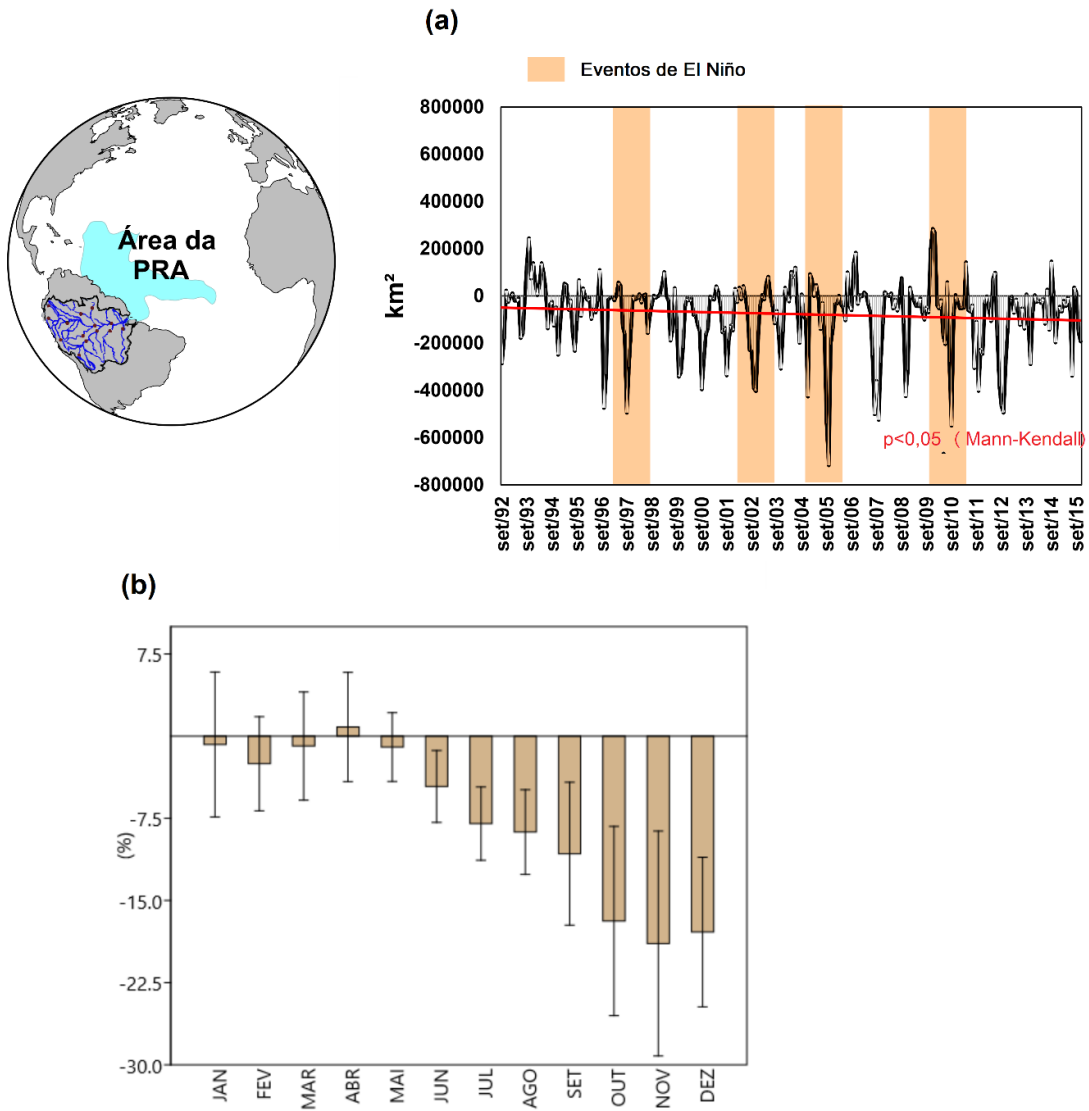 (a)
Eventos de El Niño
Área da
PRA
km²
800000
600000
400000
200000
0
-200000
-400000
-600000
-800000
p<0,05 ( Mann-Kendall)
set/92
set/93
set/94
set/95
set/96
set/97
set/98
set/99
set/00
set/01
set/02
set/03
set/04
set/05
set/06
set/07
set/08
set/09
set/10
set/11
set/12
set/13
set/14
set/15
(b)
(%)
7.5
-7.5
-15.0
-22.5
-30.0
JAN
FEV
MAR
ABR
MAI
JUN
JUL
AGO
SET
OUT
NOV
DEZ